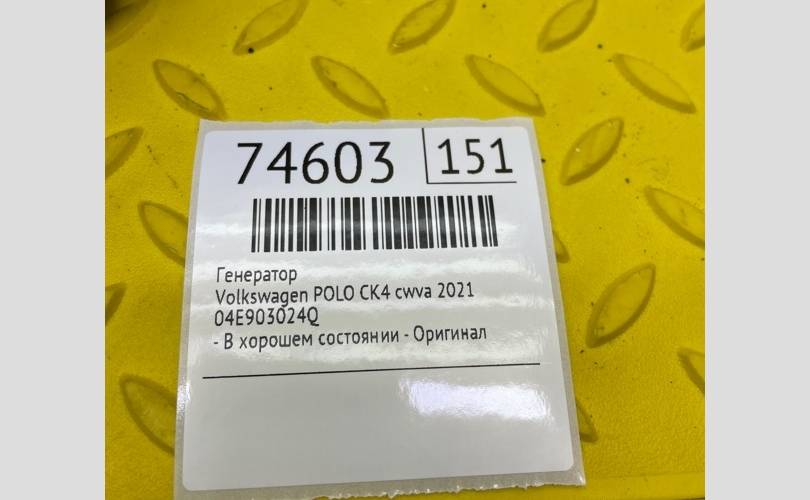 74603 151
Генератор
Volkswagen POLO CK4 cwva 2021
04E903024Q
- В хорошем состоянии - Оригинал